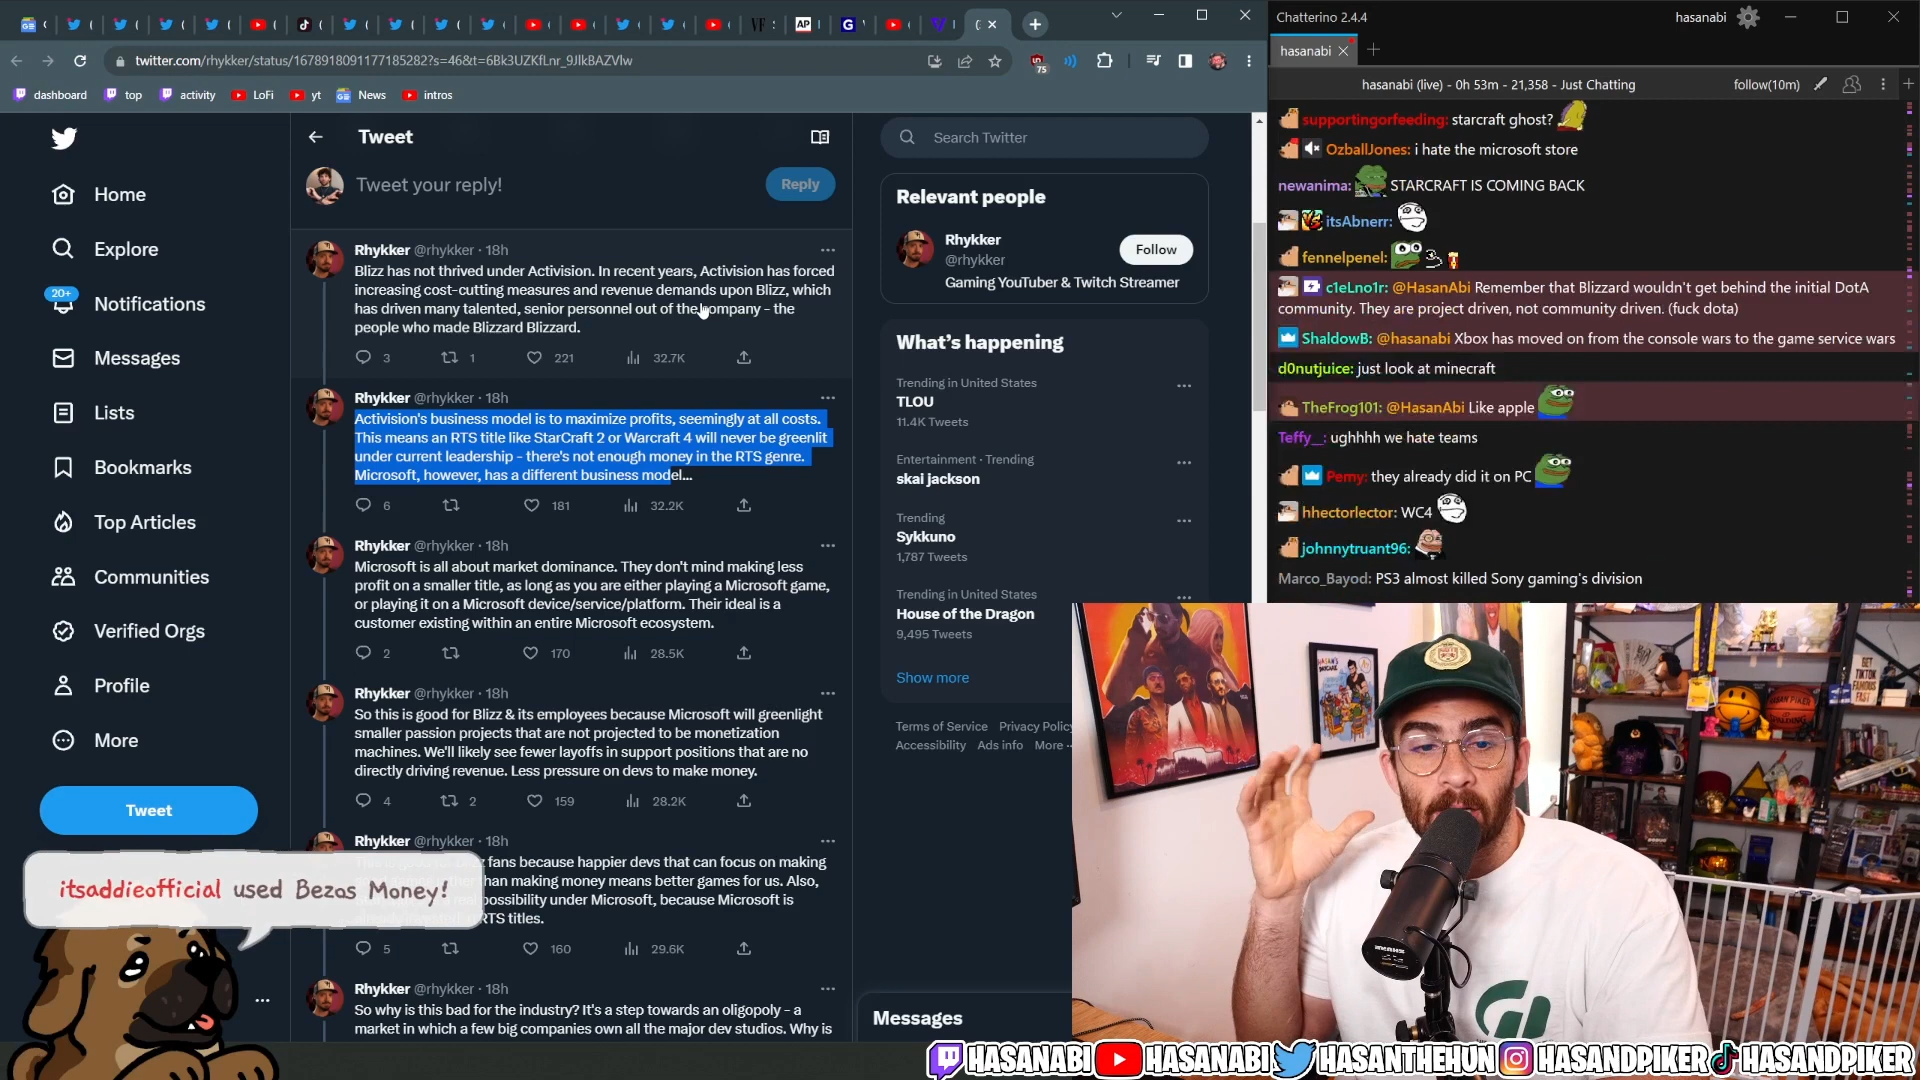 twitter.com/rhykker/status/1678918091177185282?s=46&t=6Bk3UZKfLnr_9JlkBAZVlw
75
dashboard
top
activity
LoFi
yt
News
intros
Home
Explore
20+
Notifications
Messages
Lists
Bookmarks
Top Articles
Communities
Verified Orgs
Profile
More
Tweet
Tweet
Tweet your reply!
Reply
Rhykker @rhykker · 18h
Blizz has not thrived under Activision. In recent years, Activision has forced
increasing cost-cutting measures and revenue demands upon Blizz, which
has driven many talented, senior personnel out of the company - the
people who made Blizzard Blizzard.
3 1 221 32.7K
Rhykker @rhykker · 18h
Activision's business model is to maximize profits, seemingly at all costs.
This means an RTS title like StarCraft 2 or Warcraft 4 will never be greenlit
under current leadership - there's not enough money in the RTS genre.
Microsoft, however, has a different business model...
6 181 32.2K
Rhykker @rhykker · 18h
Microsoft is all about market dominance. They don't mind making less
profit on a smaller title, as long as you are either playing a Microsoft game,
or playing it on a Microsoft device/service/platform. Their ideal is a
customer existing within an entire Microsoft ecosystem.
2 170 28.5K
Rhykker @rhykker · 18h
So this is good for Blizz & its employees because Microsoft will greenlight
smaller passion projects that are not projected to be monetization
machines. We'll likely see fewer layoffs in support positions that are no
directly driving revenue. Less pressure on devs to make money.
4 2 159 28.2K
Rhykker @rhykker · 18h
fans because happier devs that can focus on making
han making money means better games for us. Also,
possibility under Microsoft, because Microsoft is
RTS titles.
5 160 29.6K
Rhykker @rhykker · 18h
So why is this bad for the industry? It's a step towards an oligopoly - a
market in which a few big companies own all the major dev studios. Why is
itsaddieofficial used Bezos Money!
Search Twitter
Relevant people
Rhykker
@rhykker
Follow
Gaming YouTuber & Twitch Streamer
What's happening
Trending in United States
TLOU
11.4K Tweets
Entertainment · Trending
skai jackson
Trending
Sykkuno
1,787 Tweets
Trending in United States
House of the Dragon
9,495 Tweets
Show more
Terms of Service Privacy Policy
Accessibility Ads info More ··
Messages
Chatterino 2.4.4
hasanabi
hasanabi
hasanabi (live) - 0h 53m - 21,358 - Just Chatting
follow(10m)
supportingorfeeding: starcraft ghost?
OzballJones: i hate the microsoft store
newanima: STARCRAFT IS COMING BACK
itsAbnerr:
fennelpenel:
c1eLno1r: @HasanAbi Remember that Blizzard wouldn't get behind the initial DotA
community. They are project driven, not community driven. (fuck dota)
ShaldowB: @hasanabi Xbox has moved on from the console wars to the game service wars
d0nutjuice: just look at minecraft
TheFrog101: @HasanAbi Like apple
Teffy__: ughhhh we hate teams
Pemy: they already did it on PC
hhectorlector: WC4
johnnytruant96:
Marco_Bayod: PS3 almost killed Sony gaming's division
HASANABI HASANABI HASANTHEHUN HASANDPIKER HASANDPIKER